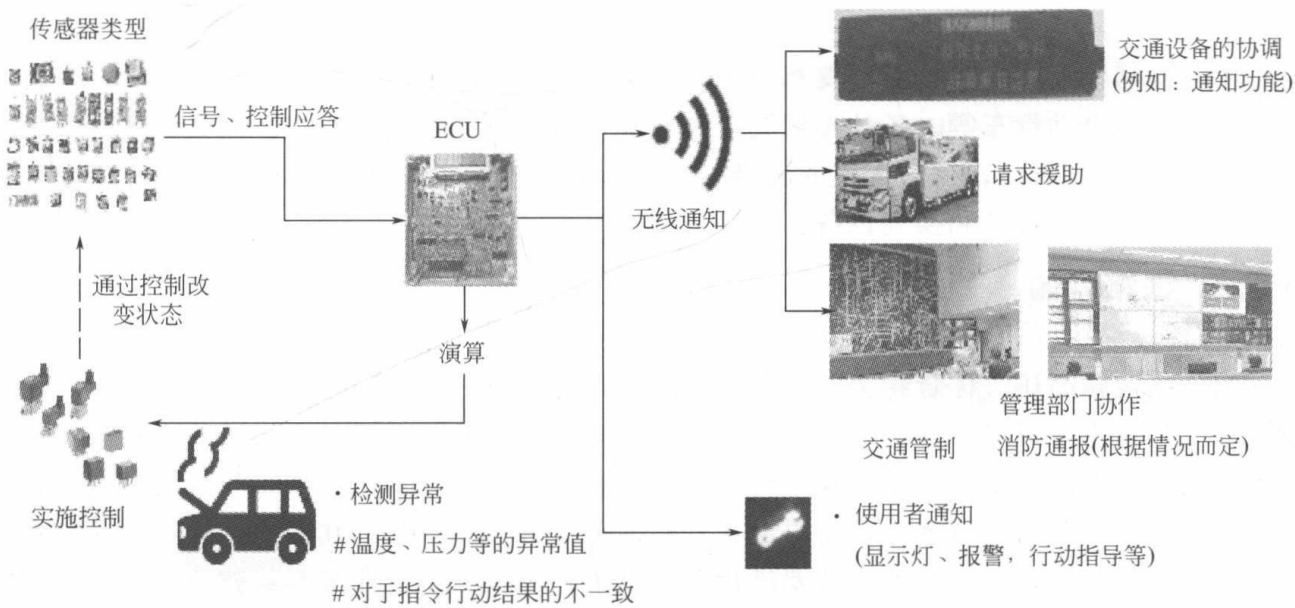 传感器类型
信号、控制应答
ECU
通过控制改
变状态
演算
实施控制
· 检测异常
#温度、压力等的异常值
#对于指令行动结果的不一致
无线通知
交通设备的协调
(例如：通知功能)
请求援助
管理部门协作
交通管制
消防通报(根据情况而定)
· 使用者通知
(显示灯、报警，行动指导等)